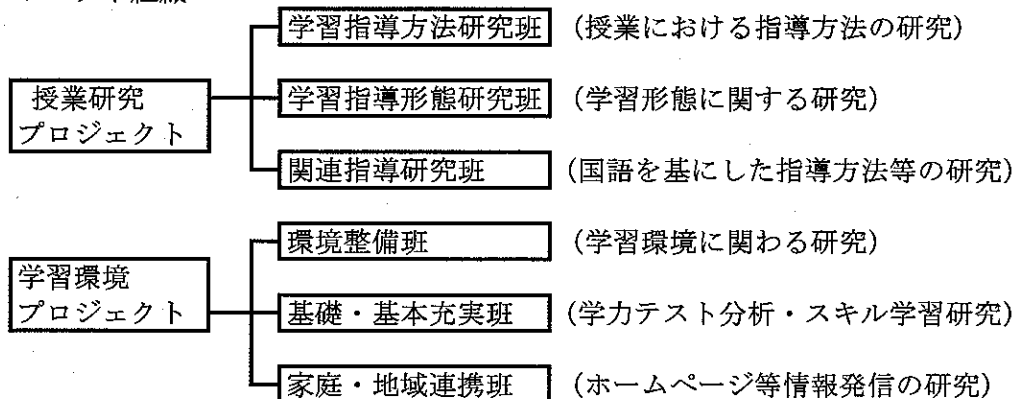 学習指導方法研究班 (授業における指導方法の研究)
授業研究
プロジェクト
学習指導形態研究班 (学習形態に関する研究)
関連指導研究班 (国語を基にした指導方法等の研究)
環境整備班 (学習環境に関わる研究)
学習環境
プロジェクト
基礎・基本充実班 (学力テスト分析・スキル学習研究)
家庭・地域連携班 (ホームページ等情報発信の研究)